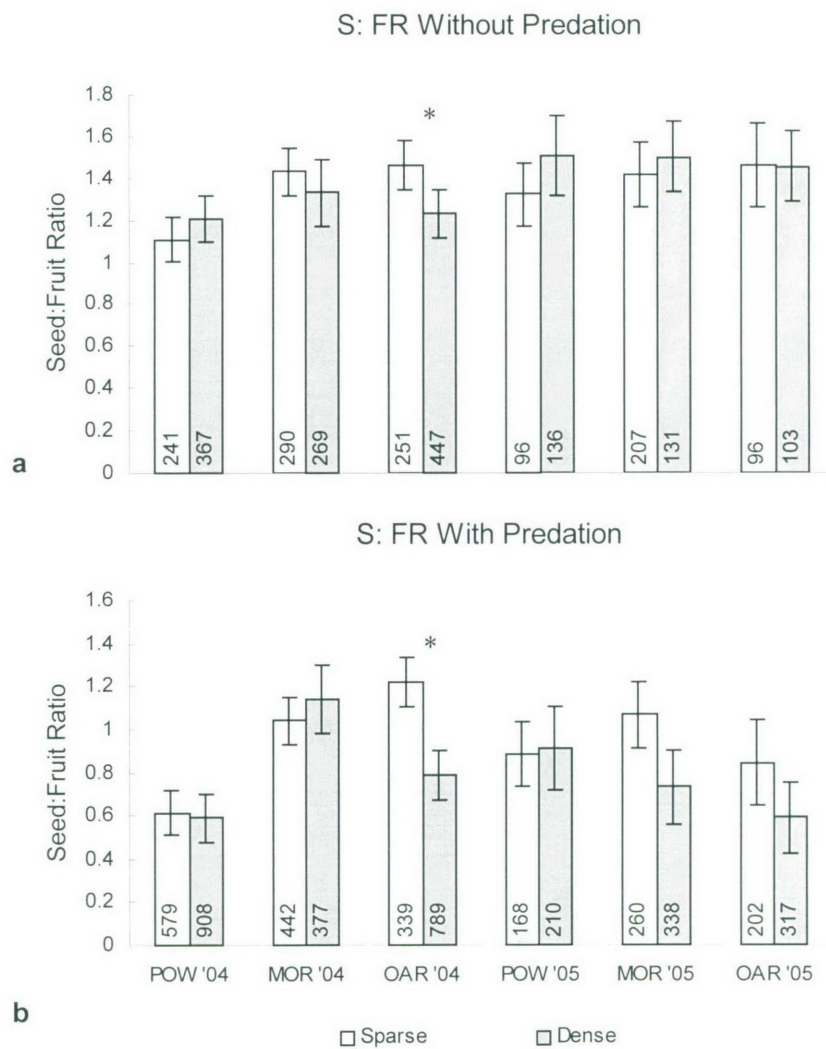 S: FR Without Predation
1.8
*
1.6
1.4
1.2
1
0.8
0.6
0.4
0.2
0
Seed:Fruit Ratio
241 367 290 269 251 447 96 136 207 131 96 103
a
S: FR With Predation
1.6
*
1.4
1.2
1
0.8
0.6
0.4
0.2
0
Seed:Fruit Ratio
579 908 442 377 339 789 168 210 260 338 202 317
POW '04 MOR '04 OAR '04 POW '05 MOR '05 OAR '05
b
Sparse Dense